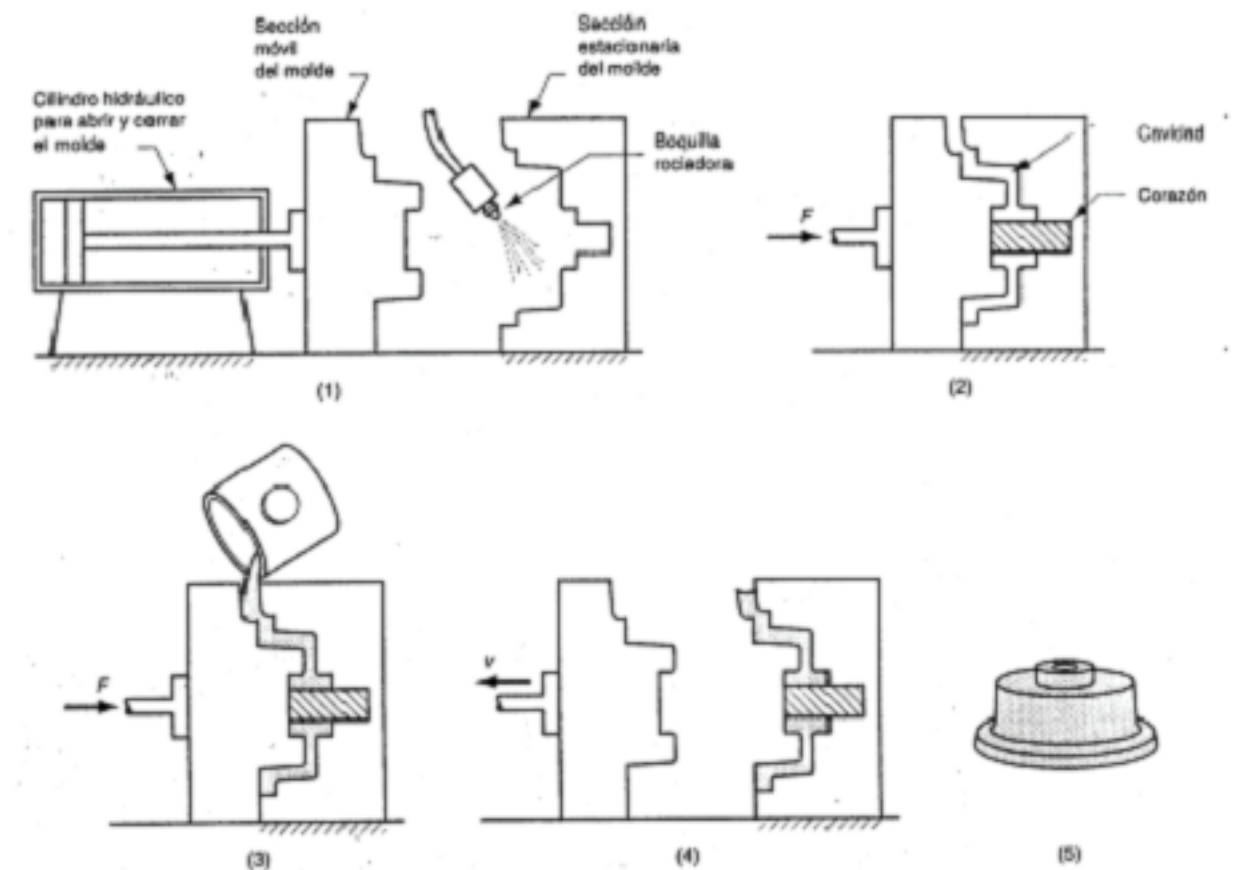 Sección
móvil
del molde
Sección
estacionaria
del molde
Cilindro hidráulico
para abrir y cerrar
el molde
Boquilla
rociadora
(1)
F
Cavidad
Corazón
(2)
F
(3)
v
(4)
(5)